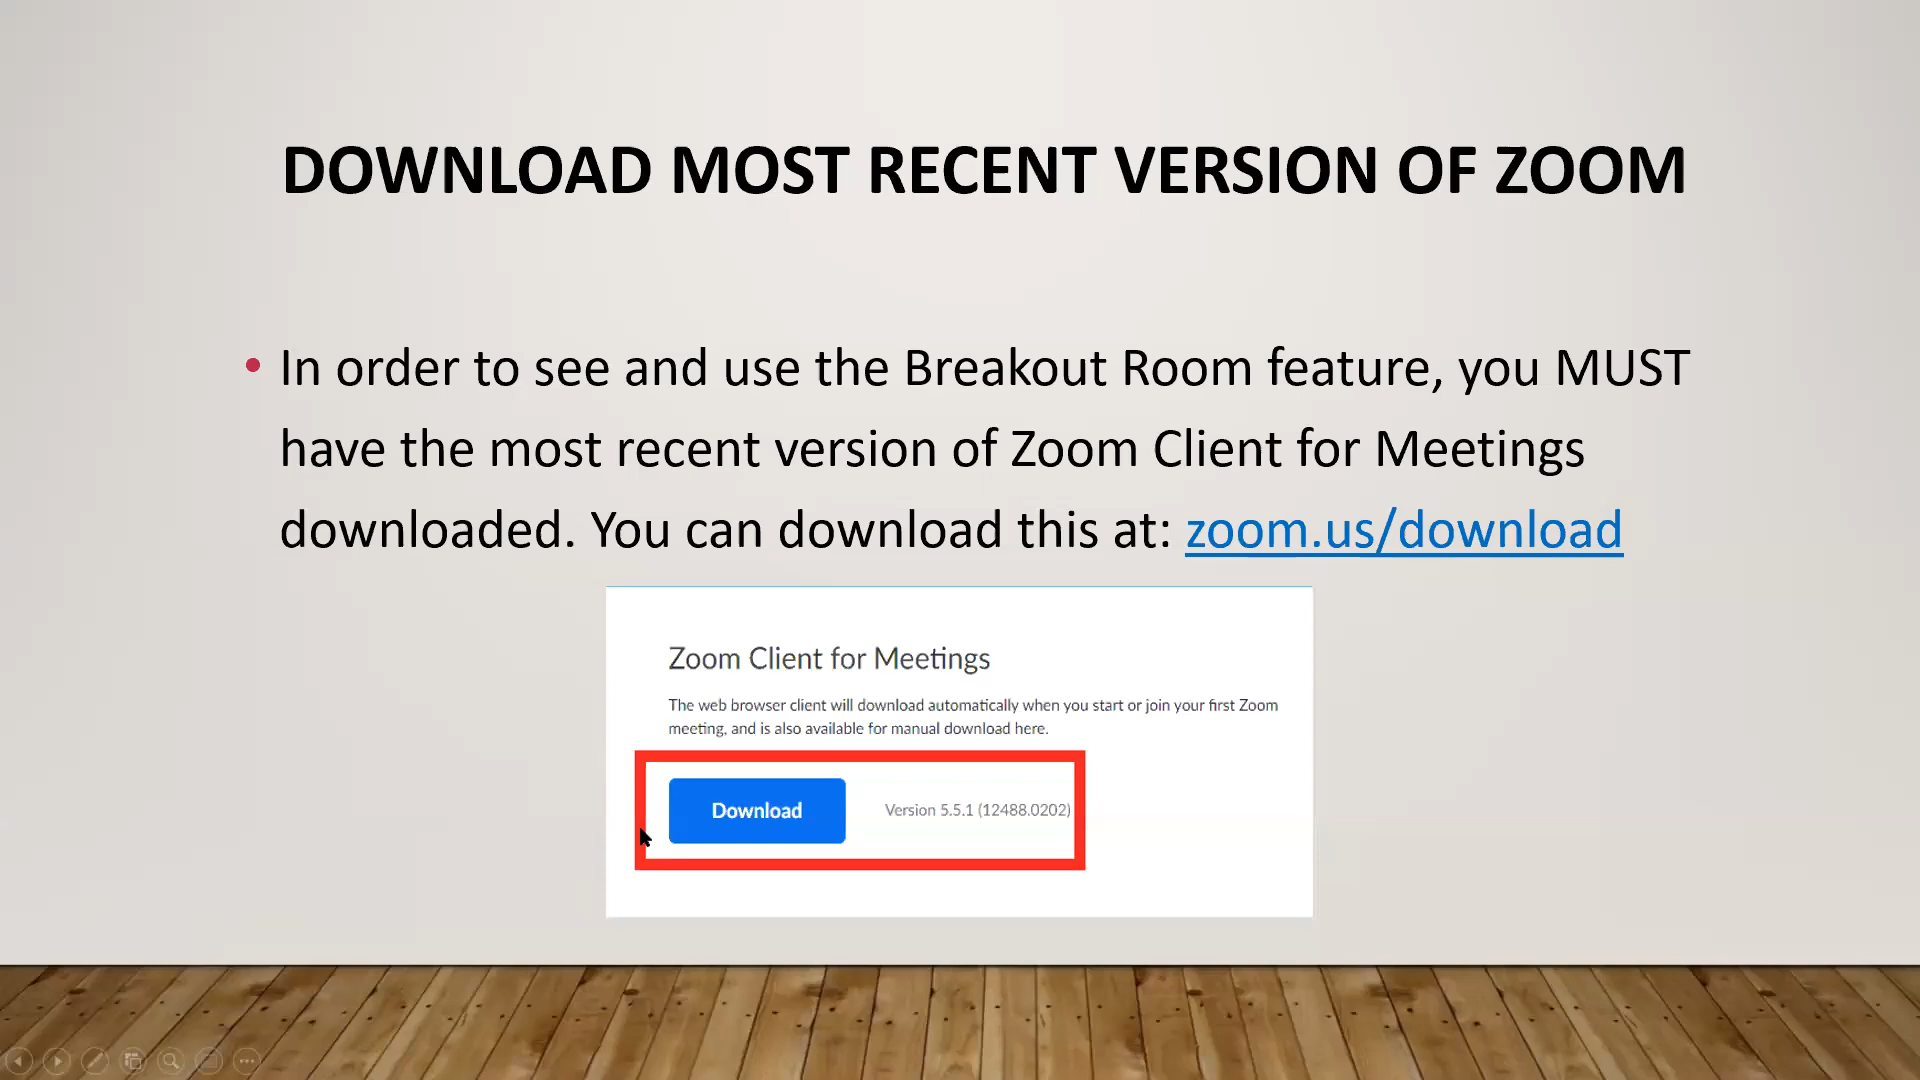 DOWNLOAD MOST RECENT VERSION OF ZOOM
• In order to see and use the Breakout Room feature, you MUST
have the most recent version of Zoom Client for Meetings
downloaded. You can download this at: zoom.us/download
Zoom Client for Meetings
The web browser client will download automatically when you start or join your first Zoom
meeting, and is also available for manual download here.
Download Version 5.5.1 (12488.0202)